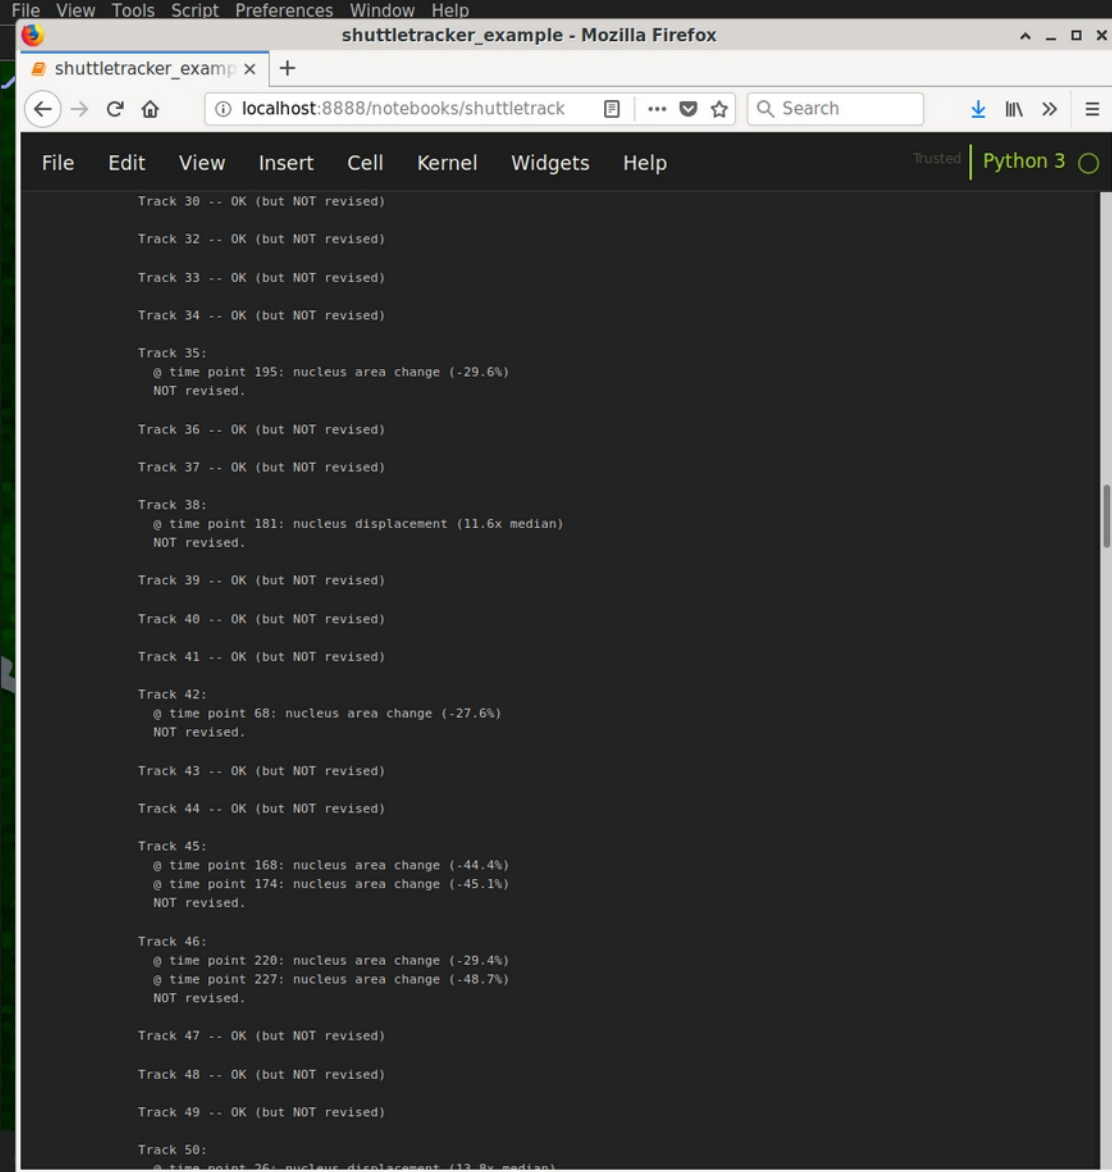 File View Tools Script Preferences Window Help
shuttletracker_example - Mozilla Firefox
shuttletracker_examp
localhost:8888/notebooks/shuttletrack
Search
File Edit View Insert Cell Kernel Widgets Help Trusted Python 3
Track 30 -- OK (but NOT revised)
Track 32 -- OK (but NOT revised)
Track 33 -- OK (but NOT revised)
Track 34 -- OK (but NOT revised)
Track 35:
@ time point 195: nucleus area change (-29.6%)
NOT revised.
Track 36 -- OK (but NOT revised)
Track 37 -- OK (but NOT revised)
Track 38:
@ time point 181: nucleus displacement (11.6x median)
NOT revised.
Track 39 -- OK (but NOT revised)
Track 40 -- OK (but NOT revised)
Track 41 -- OK (but NOT revised)
Track 42:
@ time point 68: nucleus area change (-27.6%)
NOT revised.
Track 43 -- OK (but NOT revised)
Track 44 -- OK (but NOT revised)
Track 45:
@ time point 168: nucleus area change (-44.4%)
@ time point 174: nucleus area change (-45.1%)
NOT revised.
Track 46:
@ time point 220: nucleus area change (-29.4%)
@ time point 227: nucleus area change (-48.7%)
NOT revised.
Track 47 -- OK (but NOT revised)
Track 48 -- OK (but NOT revised)
Track 49 -- OK (but NOT revised)
Track 50:
@ time point 26: nucleus displacement (13.8x median)